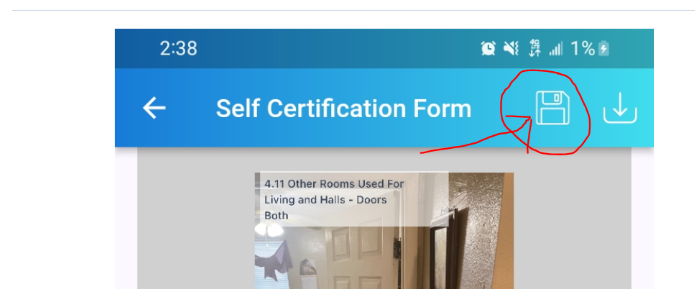 2:38
1%
Self Certification Form
4.11 Other Rooms Used For
Living and Halls - Doors
Both